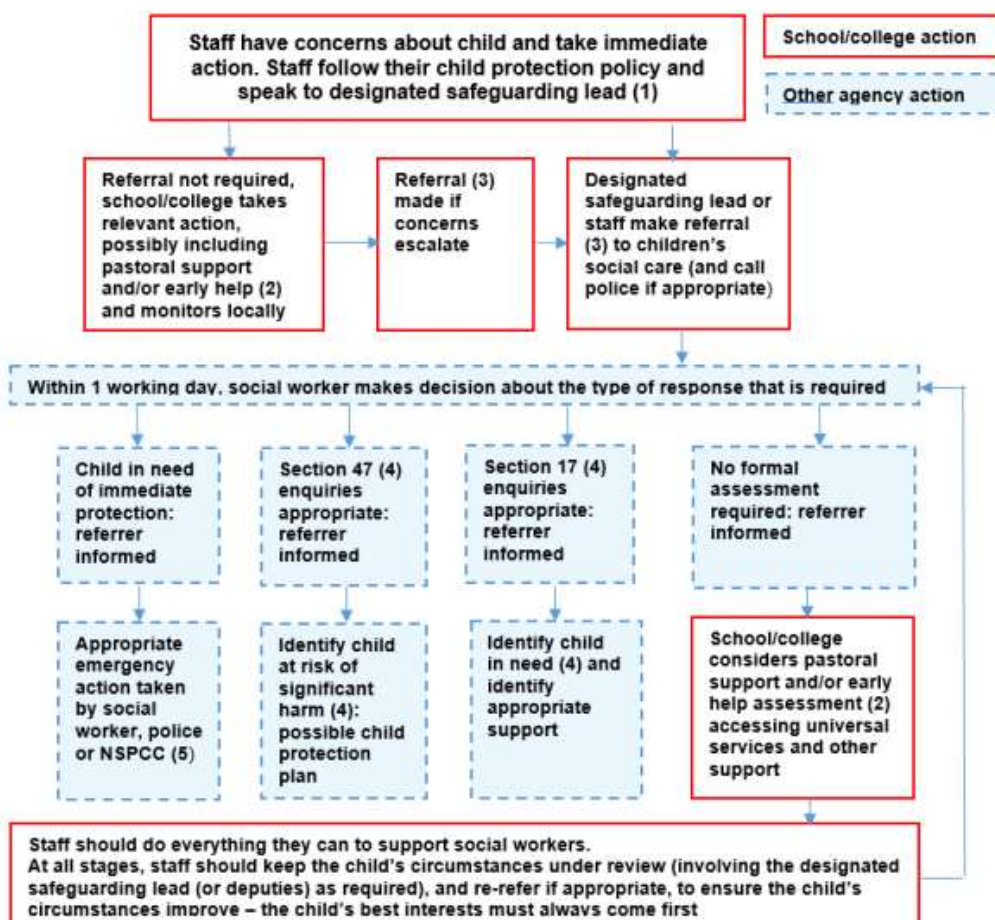 Staff have concerns about child and take immediate
action. Staff follow their child protection policy and
speak to designated safeguarding lead (1)
School/college action
Other agency action
Referral not required,
school/college takes
relevant action,
possibly including
pastoral support
and/or early help (2)
and monitors locally
Referral (3)
made if
concerns
escalate
Designated
safeguarding lead or
staff make referral
(3) to children's
social care (and call
police if appropriate)
Within 1 working day, social worker makes decision about the type of response that is required
Child in need
of immediate
protection:
referrer
informed
Section 47 (4)
enquiries
appropriate:
referrer
informed
Section 17 (4)
enquiries
appropriate:
referrer
informed
No formal
assessment
required: referrer
informed
Appropriate
emergency
action taken
by social
worker, police
or NSPCC (5)
Identify child
at risk of
significant
harm (4):
possible child
protection
plan
Identify child
in need (4) and
identify
appropriate
support
School/college
considers pastoral
support and/or early
help assessment (2)
accessing universal
services and other
support
Staff should do everything they can to support social workers.
At all stages, staff should keep the child's circumstances under review (involving the designated
safeguarding lead (or deputies) as required), and re-refer if appropriate, to ensure the child's
circumstances improve – the child's best interests must always come first